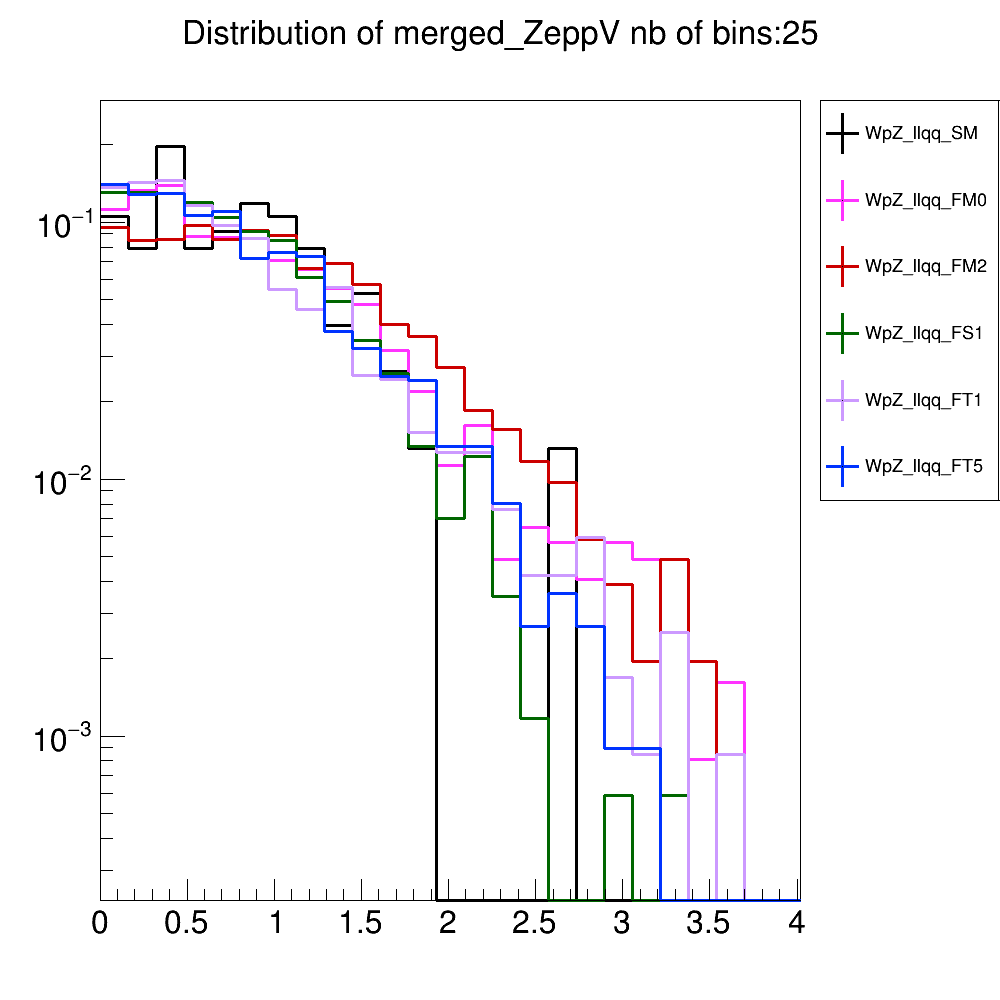 Distribution of merged_ZeppV nb of bins:25
WpZ_llqq_SM
WpZ_llqq_FM0
WpZ_llqq_FM2
WpZ_llqq_FS1
WpZ_llqq_FT1
WpZ_llqq_FT5
10⁻¹
10⁻²
10⁻³
0 0.5 1 1.5 2 2.5 3 3.5 4